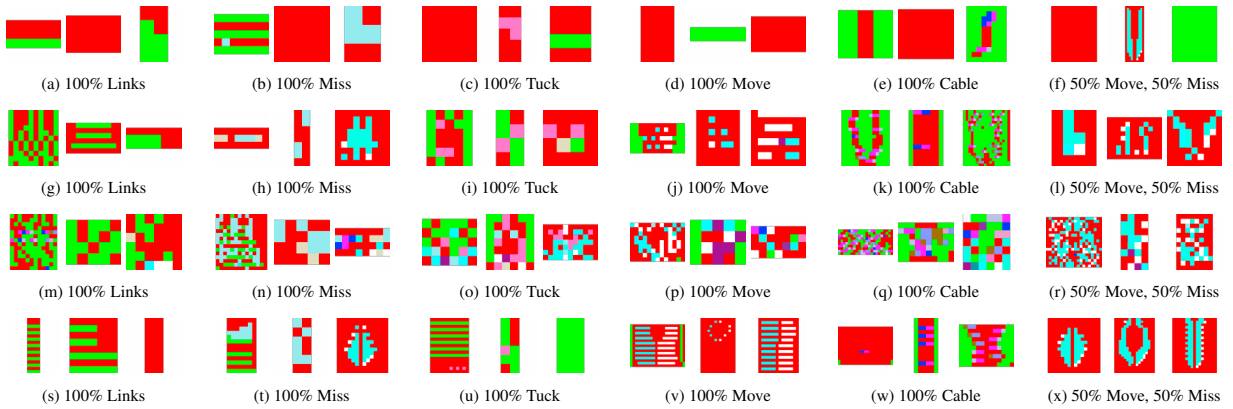 (a) 100% Links (b) 100% Miss (c) 100% Tuck (d) 100% Move (e) 100% Cable (f) 50% Move, 50% Miss
(g) 100% Links (h) 100% Miss (i) 100% Tuck (j) 100% Move (k) 100% Cable (l) 50% Move, 50% Miss
(m) 100% Links (n) 100% Miss (o) 100% Tuck (p) 100% Move (q) 100% Cable (r) 50% Move, 50% Miss
(s) 100% Links (t) 100% Miss (u) 100% Tuck (v) 100% Move (w) 100% Cable (x) 50% Move, 50% Miss